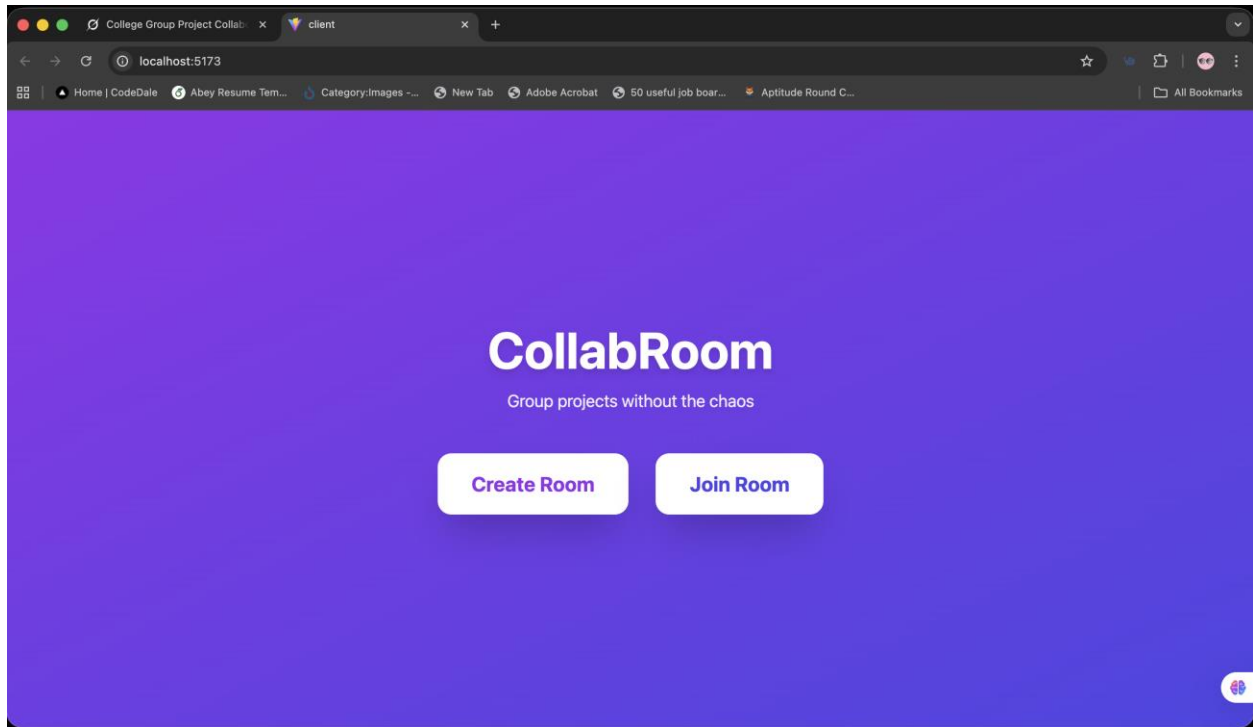 College Group Project Collab
client
localhost:5173
Home | CodeDale
Abey Resume Tem...
Category:Images -...
New Tab
Adobe Acrobat
50 useful job boar...
Aptitude Round C...
All Bookmarks
CollabRoom
Group projects without the chaos
Create Room
Join Room